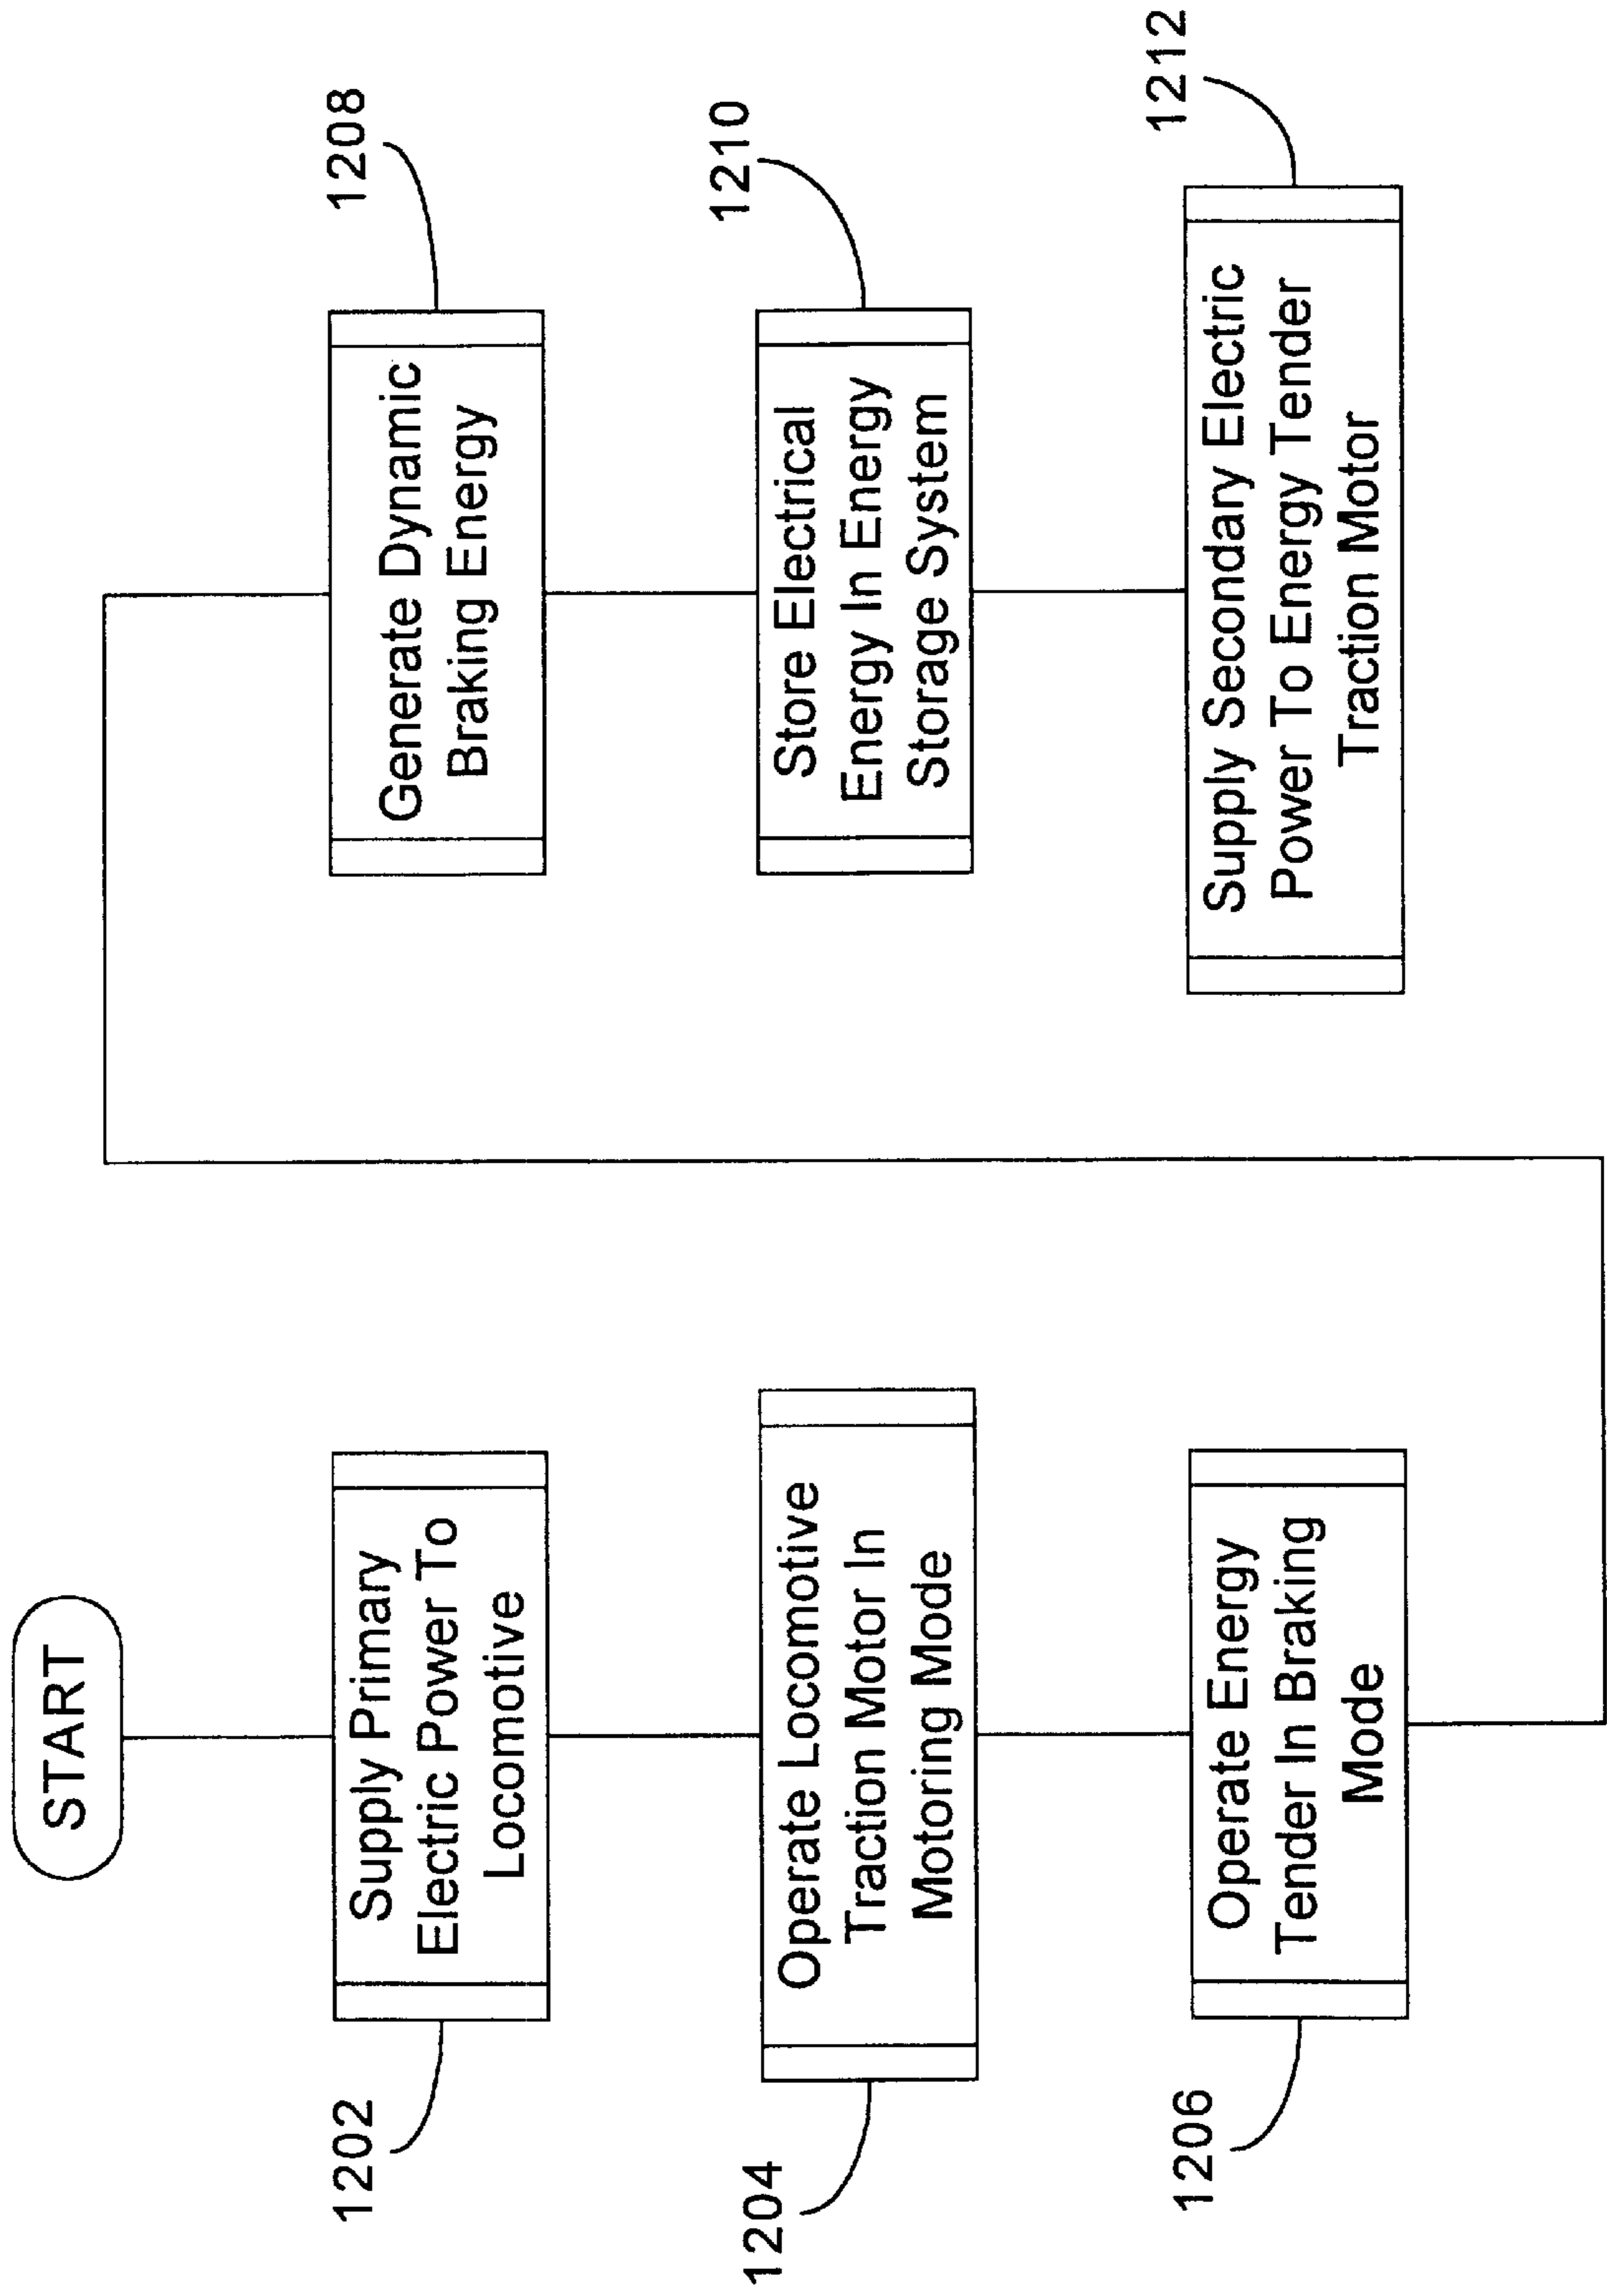 START
1202
Supply Primary
Electric Power To
Locomotive
1204
Operate Locomotive
Traction Motor In
Motoring Mode
1206
Operate Energy
Tender In Braking
Mode
1208
Generate Dynamic
Braking Energy
1210
Store Electrical
Energy In Energy
Storage System
1212
Supply Secondary Electric
Power To Energy Tender
Traction Motor